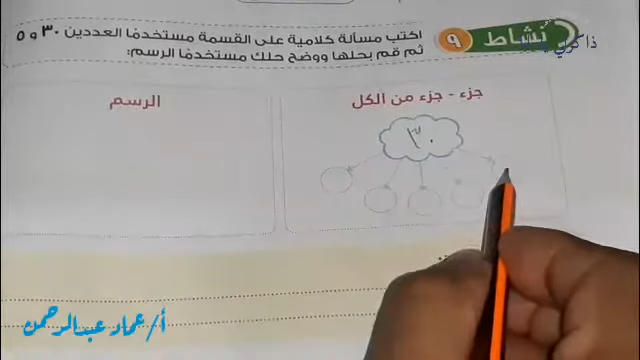 نشاط ٩
ذاكرلي
اكتب مسألة كلامية على القسمة مستخدمًا العددين ٣٠ و ٥
ثم قم بحلها ووضح حلك مستخدمًا الرسم:
جزء - جزء من الكل
الرسم
٣٠
أ/عماد عبدالرحمن